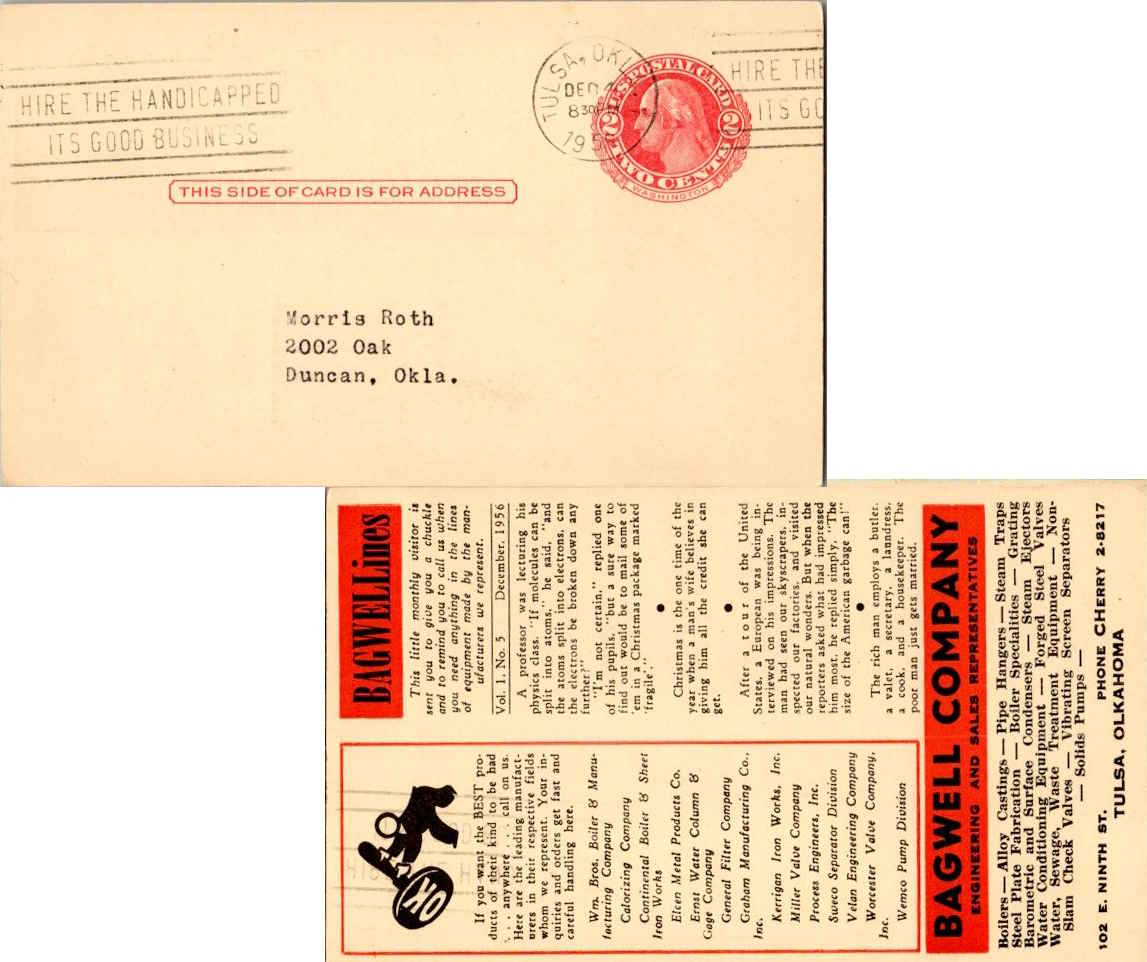 HIRE THE HANDICAPPED
ITS GOOD BUSINESS
TULSA, OKL
DEC
8 30
195
U.S. POSTAL CARD
2 2
TWO CENTS
WASHINGTON
HIRE THE
ITS GO
THIS SIDE OF CARD IS FOR ADDRESS
Morris Roth
2002 Oak
Duncan, Okla.
BAGWELLines
This little monthly visitor is
sent you to give you a chuckle
and to remind you to call us when
you need anything in the lines
of equipment made by the man-
ufacturers we represent.
Vol. 1. No. 5 December, 1956
A professor was lecturing his
physics class. "If molecules can be
split into atoms," he said, "and
the atoms split into electrons, can
the electrons be broken down any
further?"
"I'm not certain," replied one
of his pupils, "but a sure way to
find out would be to mail some of
'em in a Christmas package marked
'fragile'."
Christmas is the one time of the
year when a man's wife believes in
giving him all the credit she can
get.
After a tour of the United
States, a European was being in-
terviewed on his impressions. The
man had seen our skyscrapers, in-
spected our factories, and visited
our natural wonders. But when the
reporters asked what had impressed
him most, he replied simply, "The
size of the American garbage can!"
The rich man employs a butler,
a valet, a secretary, a laundress,
a cook, and a housekeeper. The
poor man just gets married.
OK
If you want the BEST pro-
ducts of their kind to be had
. . . anywhere . . . call on us.
Here are the leading manufact-
urers in their respective fields
whom we represent. Your in-
quiries and orders get fast and
careful handling here.
Wm. Bros. Boiler & Manu-
facturing Company
Calorizing Company
Continental Boiler & Sheet
Iron Works
Elcen Metal Products Co.
Ernst Water Column &
Gage Company
General Filter Company
Graham Manufacturing Co.,
Inc.
Kerrigan Iron Works, Inc.
Miller Valve Company
Process Engineers, Inc.
Sweco Separator Division
Velan Engineering Company
Worcester Valve Company,
Inc.
Wemco Pump Division
BAGWELL COMPANY
ENGINEERING AND SALES REPRESENTATIVES
Boilers — Alloy Castings — Pipe Hangers — Steam Traps
Steel Plate Fabrication — Boiler Specialities — Grating
Barometric and Surface Condensers — Steam Ejectors
Water Conditioning Equipment — Forged Steel Valves
Water, Sewage, Waste Treatment Equipment — Non-
Slam Check Valves — Vibrating Screen Separators
— Solids Pumps —
102 E. NINTH ST. PHONE CHERRY 2-8217
TULSA, OLKAHOMA